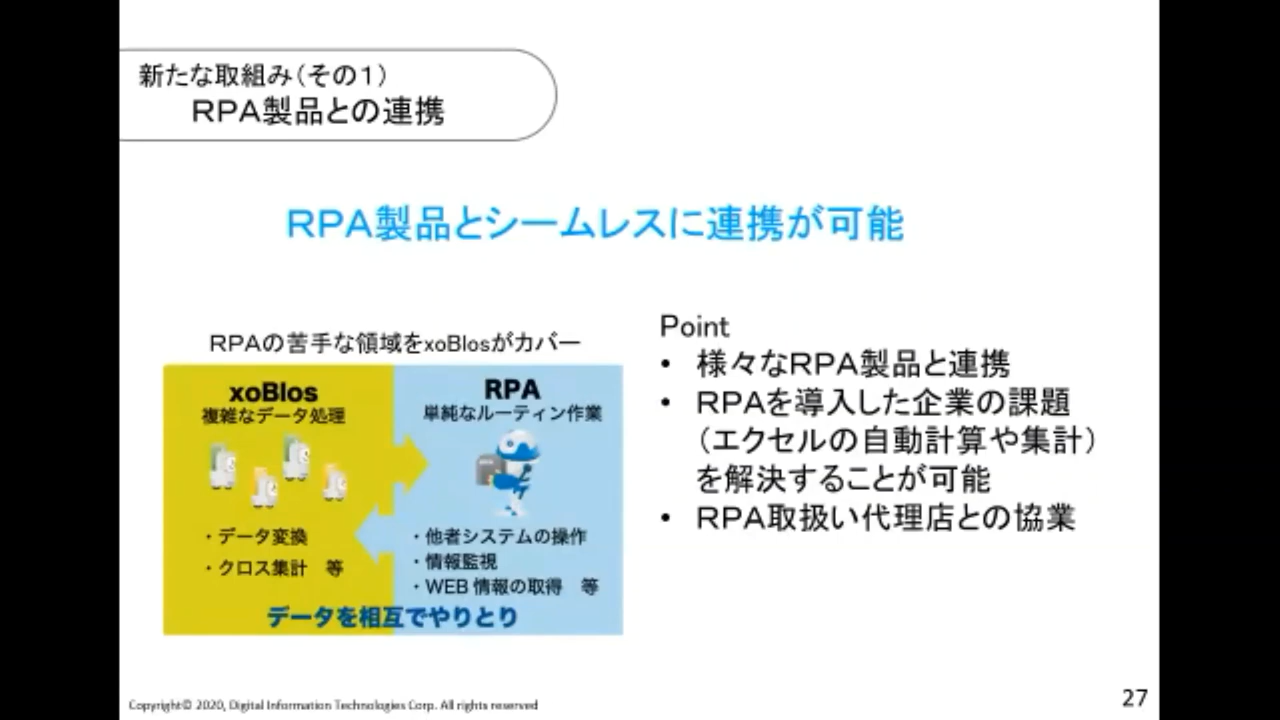 新たな取組み（その１）
ＲＰＡ製品との連携
ＲＰＡ製品とシームレスに連携が可能
RPAの苦手な領域をxoBlosがカバー
xoBlos
複雑なデータ処理
・データ変換
・クロス集計　等
RPA
単純なルーティン作業
・他者システムの操作
・情報監視
・WEB 情報の取得　等
データを相互でやりとり
Point
• 様々なRPA製品と連携
• RPAを導入した企業の課題
（エクセルの自動計算や集計）
を解決することが可能
• RPA取扱い代理店との協業
Copyright© 2020, Digital Information Technologies Corp. All rights reserved
27